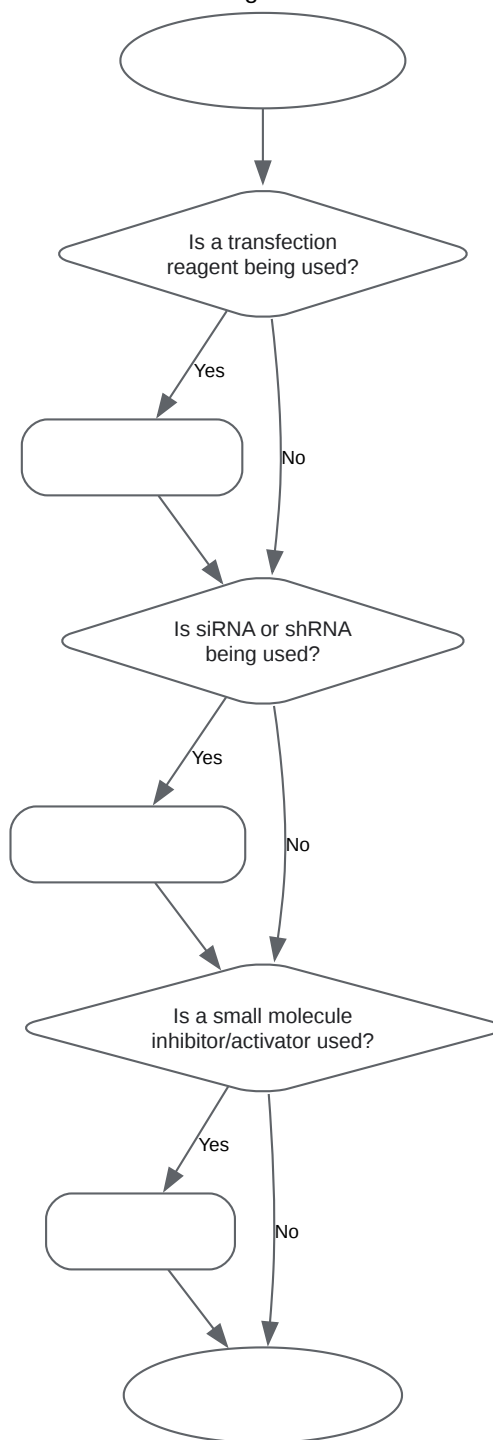 Is a transfection
reagent being used?
Yes
No
Is siRNA or shRNA
being used?
Yes
No
Is a small molecule
inhibitor/activator used?
Yes
No